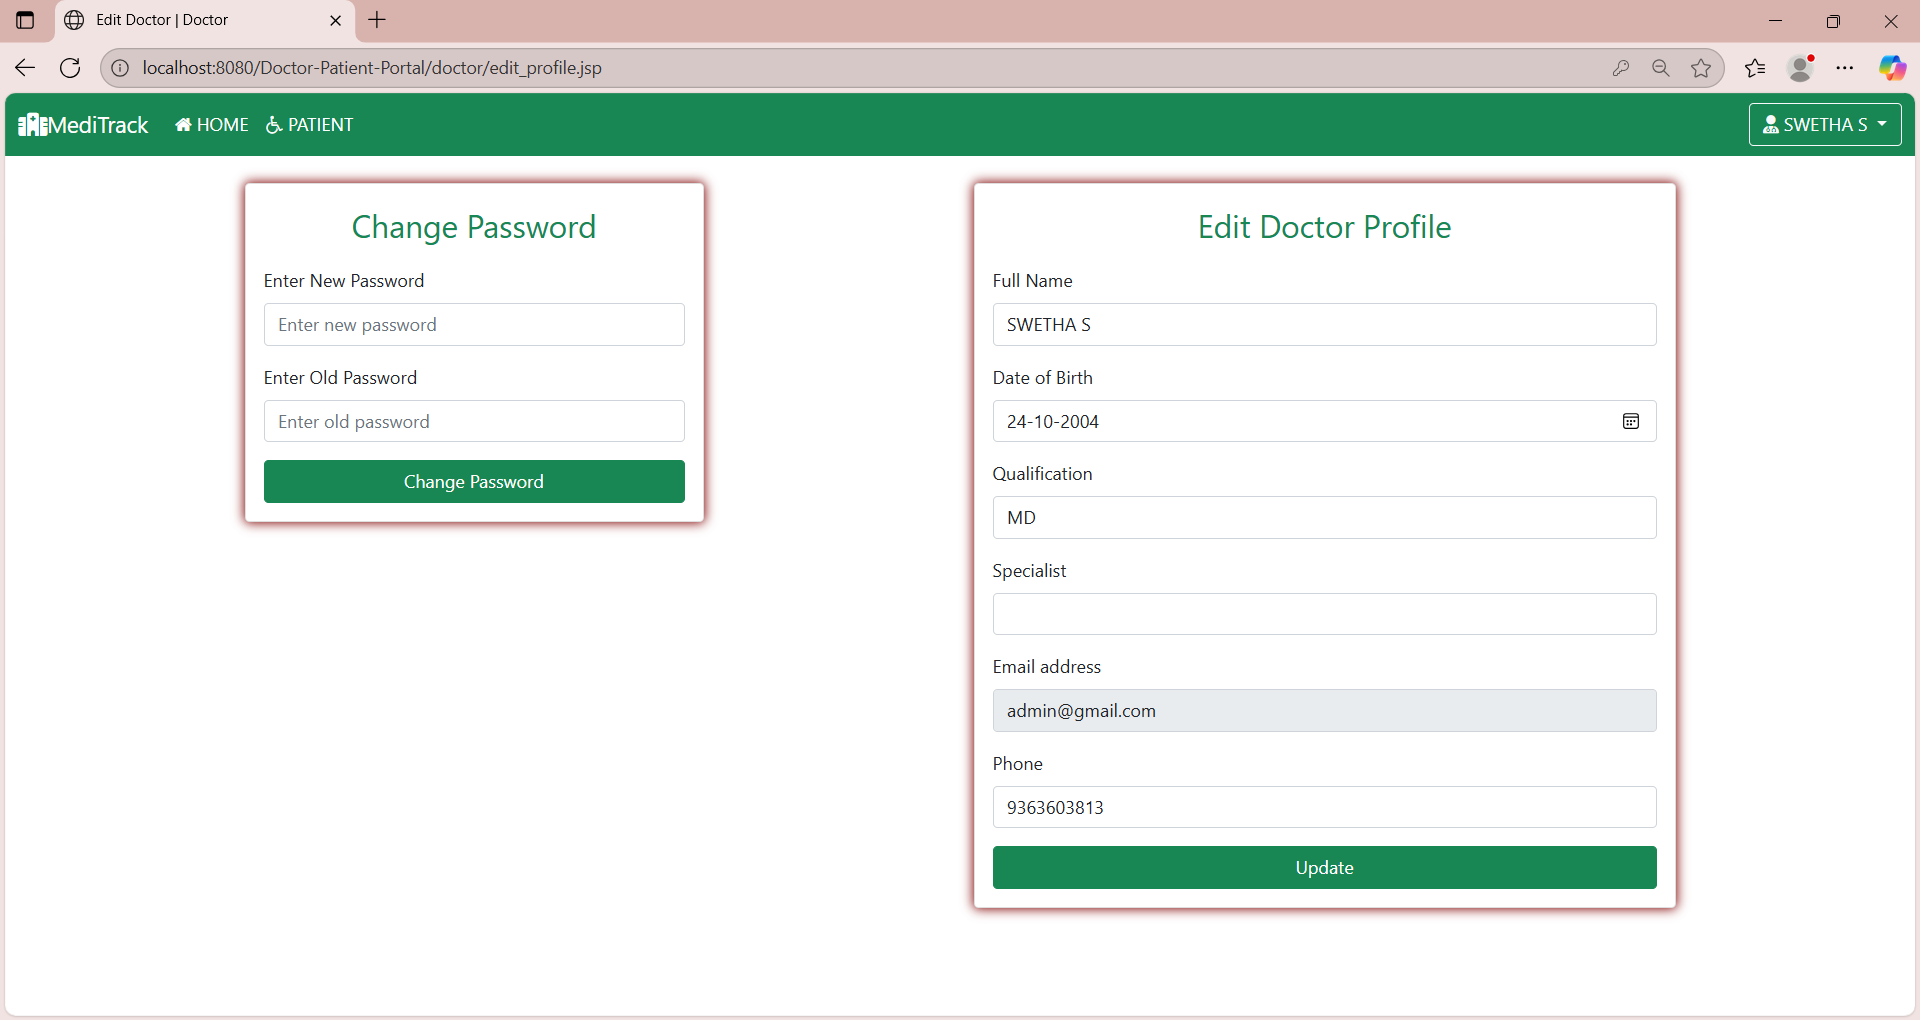 Edit Doctor | Doctor
localhost:8080/Doctor-Patient-Portal/doctor/edit_profile.jsp
MediTrack HOME PATIENT SWETHA S
Change Password
Enter New Password
Enter new password
Enter Old Password
Enter old password
Change Password
Edit Doctor Profile
Full Name
SWETHA S
Date of Birth
24-10-2004
Qualification
MD
Specialist
Email address
admin@gmail.com
Phone
9363603813
Update